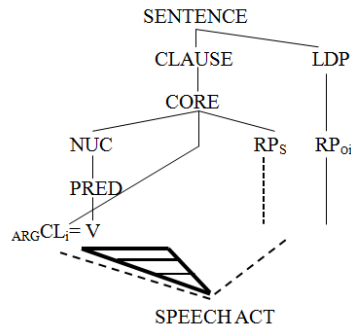 SENTENCE
CLAUSE LDP
CORE
NUC RPS RPoi
PRED
ARGCLi= V
SPEECH ACT